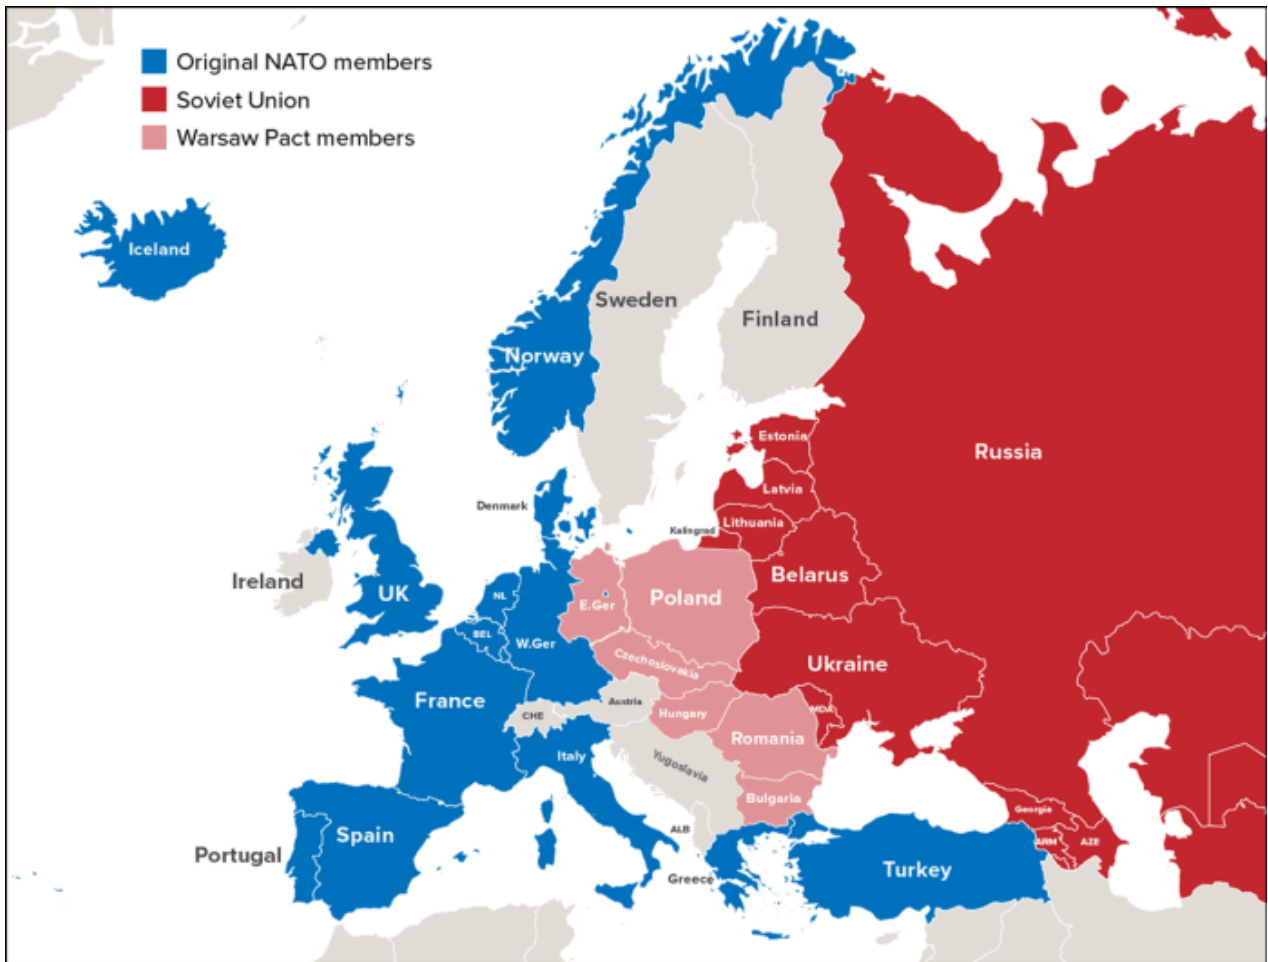 Original NATO members
Soviet Union
Warsaw Pact members
Iceland
Sweden
Finland
Norway
Estonia
Russia
Latvia
Denmark
Lithuania
Kalingrad
Belarus
Ireland
UK
NL
E.Ger
Poland
BEL
W.Ger
Czechoslovakia
Ukraine
France
Austria
CHE
Hungary
MDA
Romania
Italy
Yugoslavia
Bulgaria
Georgia
Spain
ALB
ARM
AZE
Portugal
Greece
Turkey